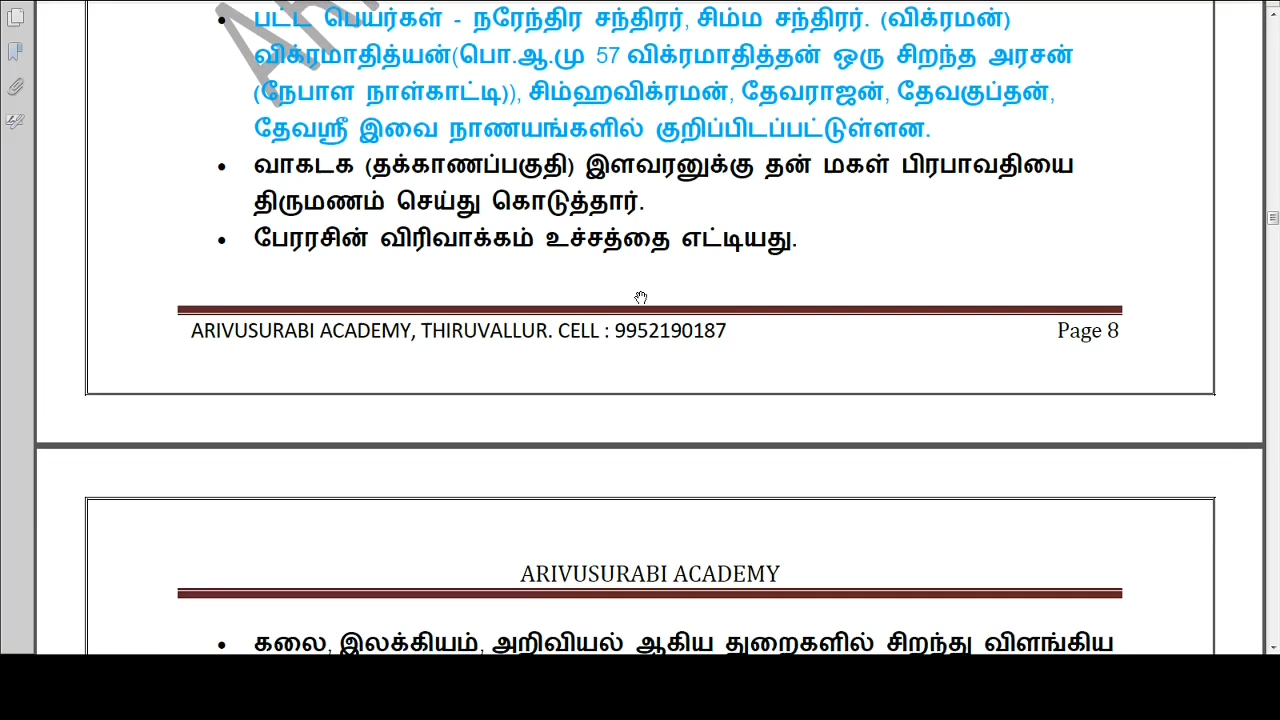 • பட்ட பெயர்கள் - நரேந்திர சந்திரர், சிம்ம சந்திரர். (விக்ரமன்)
விக்ரமாதித்யன்(பொ.ஆ.மு 57 விக்ரமாதித்தன் ஒரு சிறந்த அரசன்
(நேபாள நாள்காட்டி)), சிம்ஹவிக்ரமன், தேவராஜன், தேவகுப்தன்,
தேவஸ்ரீ இவை நாணயங்களில் குறிப்பிடப்பட்டுள்ளன.
• வாகடக (தக்காணப்பகுதி) இளவரனுக்கு தன் மகள் பிரபாவதியை
திருமணம் செய்து கொடுத்தார்.
• பேரரசின் விரிவாக்கம் உச்சத்தை எட்டியது.
ARIVUSURABI ACADEMY, THIRUVALLUR. CELL : 9952190187 Page 8
ARIVUSURABI ACADEMY
• கலை, இலக்கியம், அறிவியல் ஆகிய துறைகளில் சிறந்து விளங்கிய